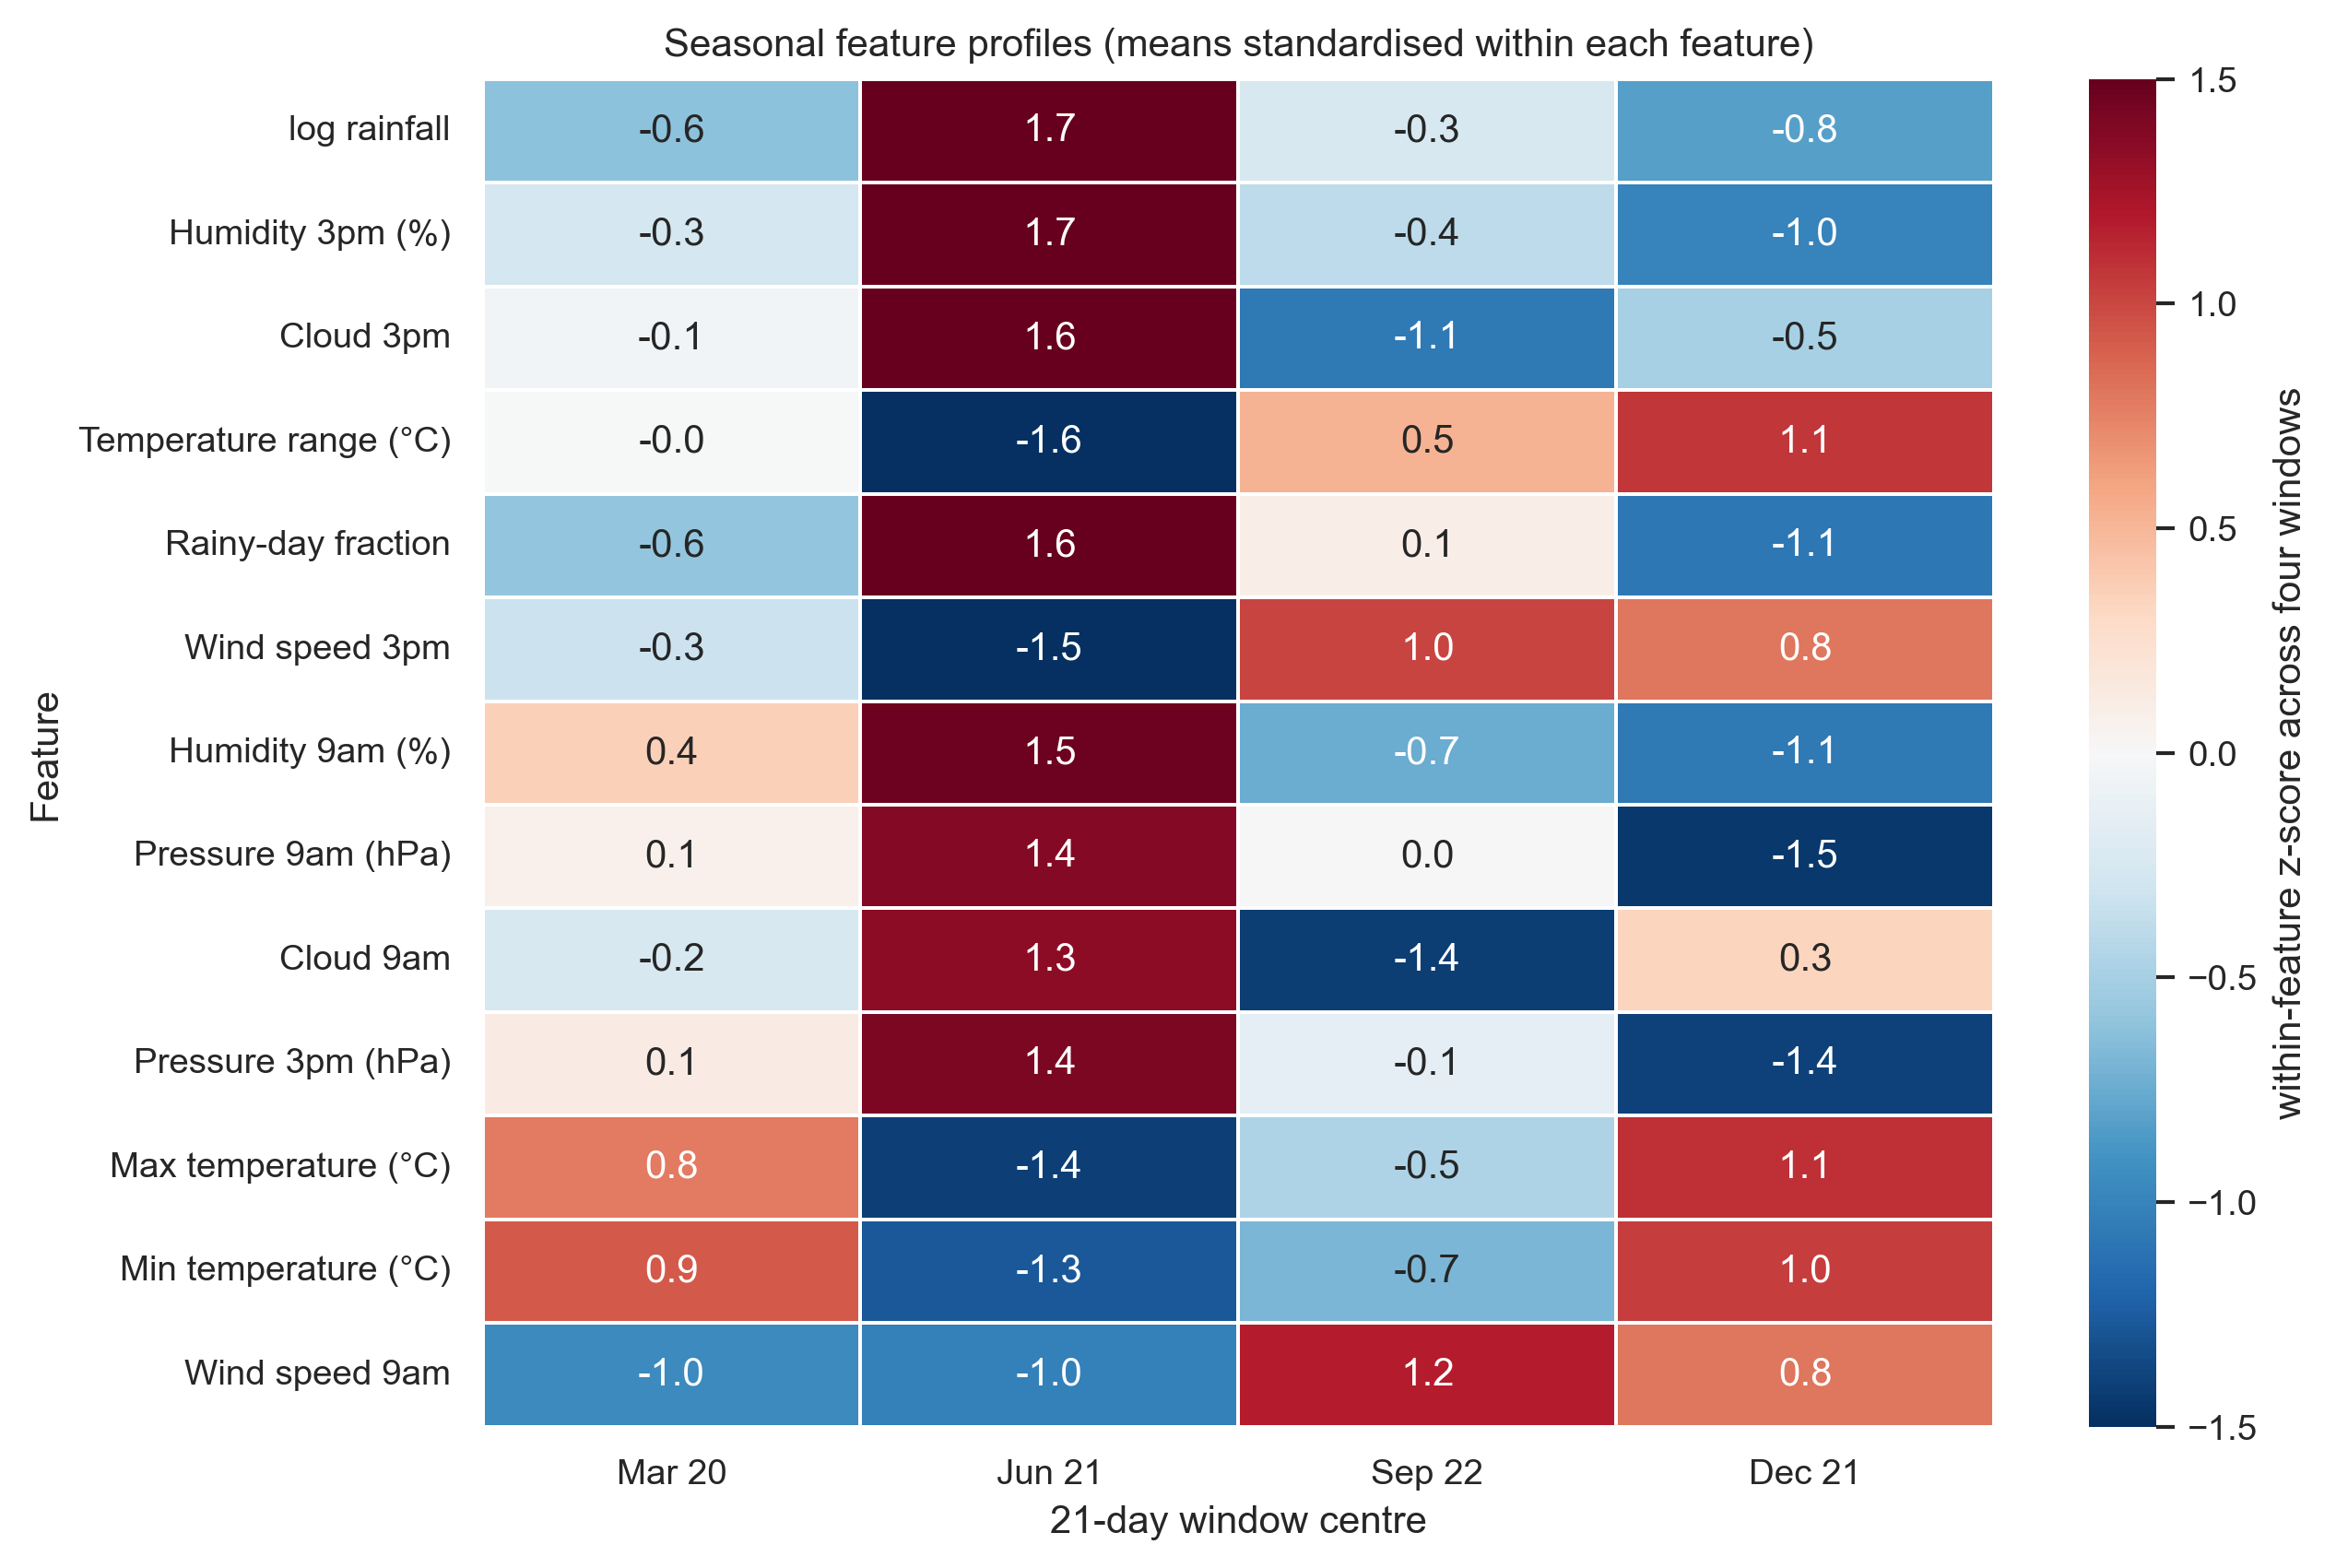 Seasonal feature profiles (means standardised within each feature)
log rainfall -0.6 1.7 -0.3 -0.8
Humidity 3pm (%) -0.3 1.7 -0.4 -1.0
Cloud 3pm -0.1 1.6 -1.1 -0.5
Temperature range (°C) -0.0 -1.6 0.5 1.1
Rainy-day fraction -0.6 1.6 0.1 -1.1
Wind speed 3pm -0.3 -1.5 1.0 0.8
Humidity 9am (%) 0.4 1.5 -0.7 -1.1
Pressure 9am (hPa) 0.1 1.4 0.0 -1.5
Cloud 9am -0.2 1.3 -1.4 0.3
Pressure 3pm (hPa) 0.1 1.4 -0.1 -1.4
Max temperature (°C) 0.8 -1.4 -0.5 1.1
Min temperature (°C) 0.9 -1.3 -0.7 1.0
Wind speed 9am -1.0 -1.0 1.2 0.8
Mar 20 Jun 21 Sep 22 Dec 21
21-day window centre
Feature
1.5
1.0
0.5
0.0
−0.5
−1.0
−1.5
within-feature z-score across four windows